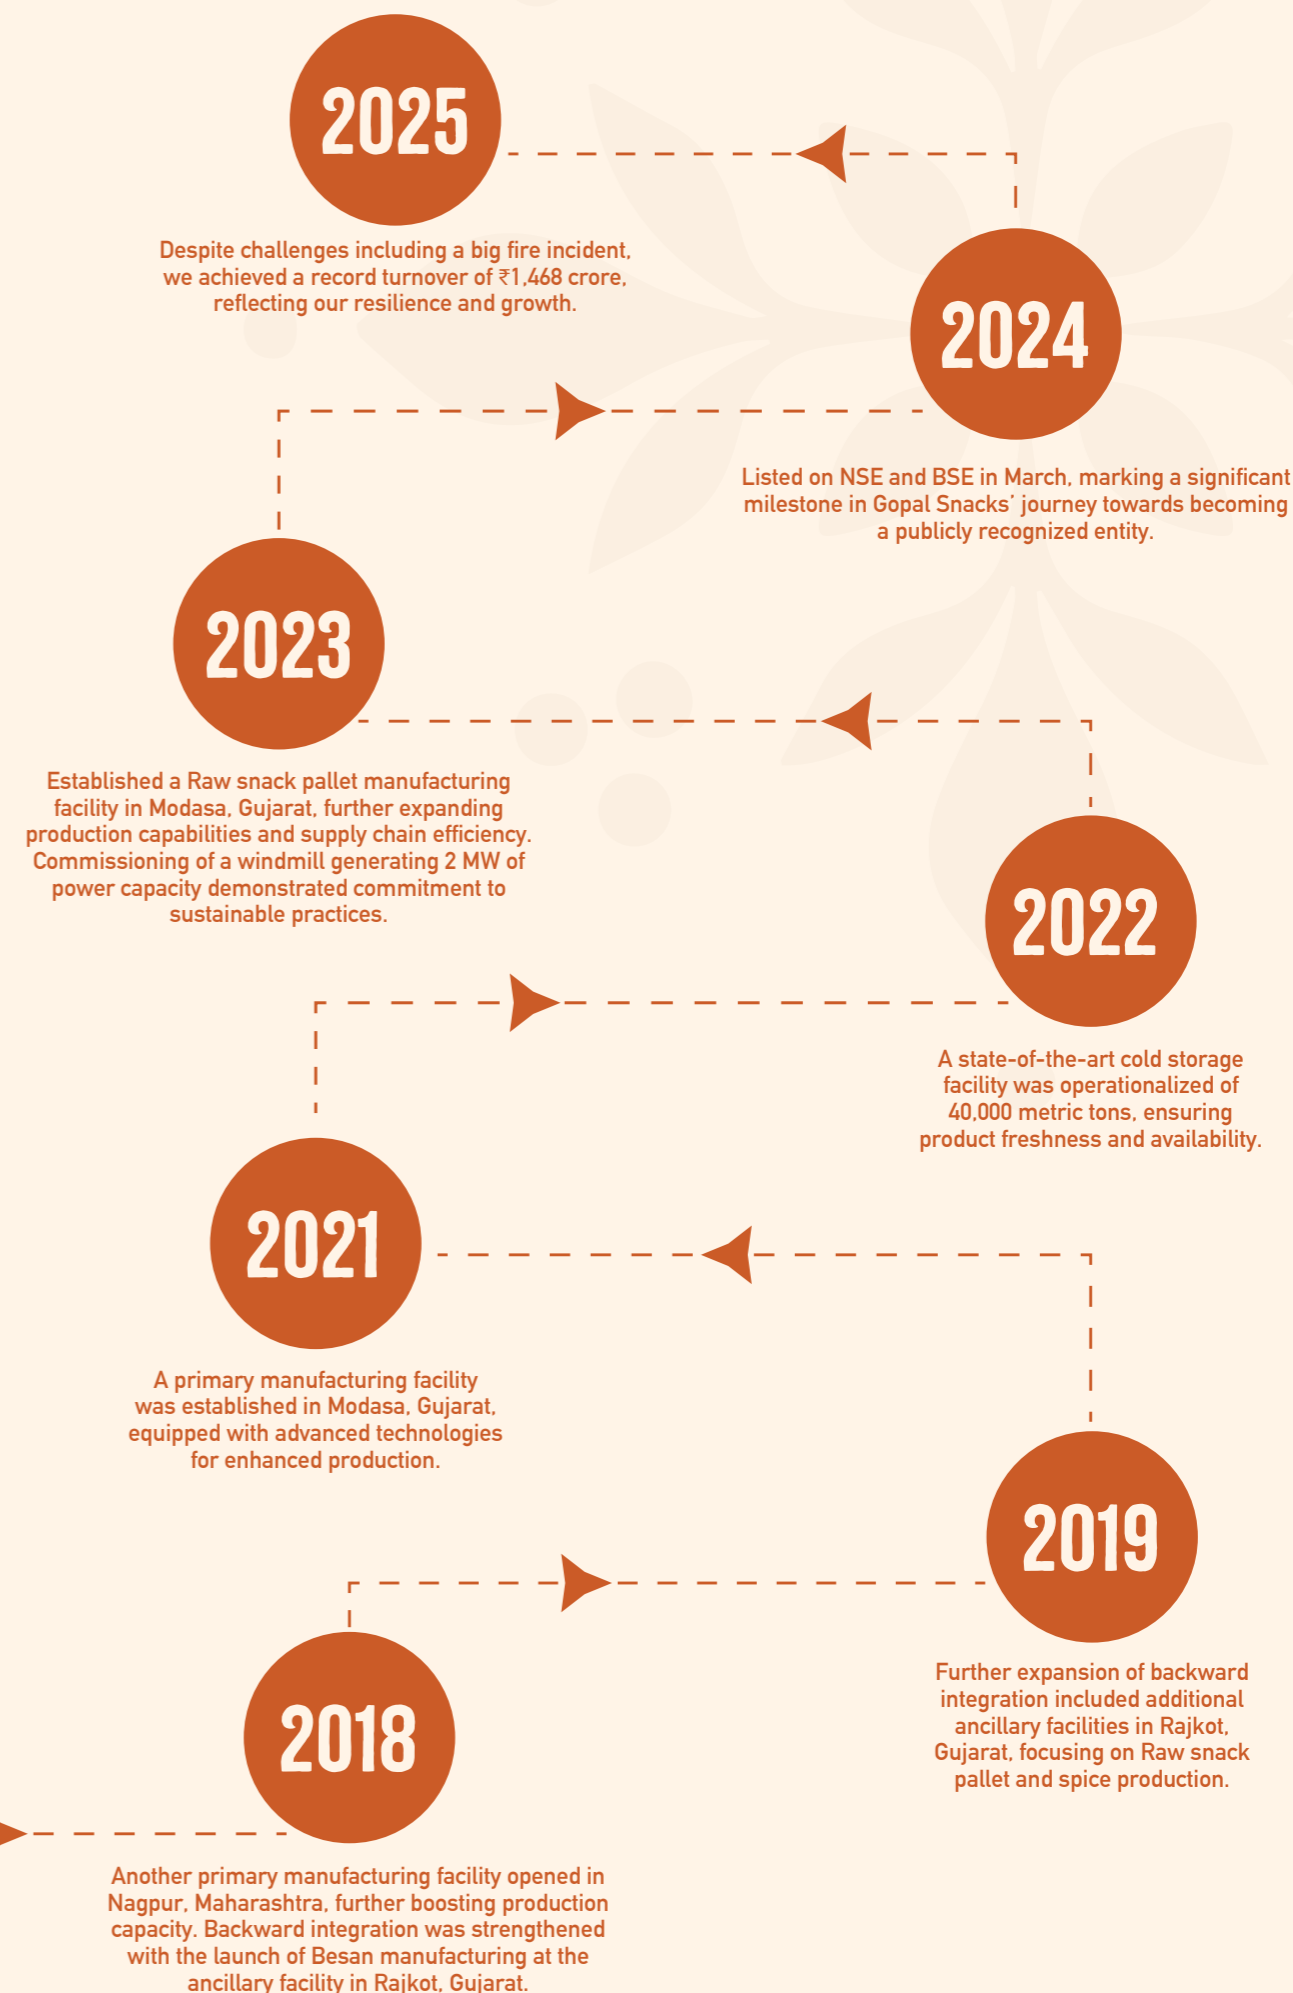 2025
Despite challenges including a big fire incident,
we achieved a record turnover of ₹1,468 crore,
reflecting our resilience and growth.
2024
Listed on NSE and BSE in March, marking a significant
milestone in Gopal Snacks’ journey towards becoming
a publicly recognized entity.
2023
Established a Raw snack pallet manufacturing
facility in Modasa, Gujarat, further expanding
production capabilities and supply chain efficiency.
Commissioning of a windmill generating 2 MW of
power capacity demonstrated commitment to
sustainable practices.
2022
A state-of-the-art cold storage
facility was operationalized of
40,000 metric tons, ensuring
product freshness and availability.
2021
A primary manufacturing facility
was established in Modasa, Gujarat,
equipped with advanced technologies
for enhanced production.
2019
Further expansion of backward
integration included additional
ancillary facilities in Rajkot,
Gujarat, focusing on Raw snack
pallet and spice production.
2018
Another primary manufacturing facility opened in
Nagpur, Maharashtra, further boosting production
capacity. Backward integration was strengthened
with the launch of Besan manufacturing at the
ancillary facility in Rajkot, Gujarat.